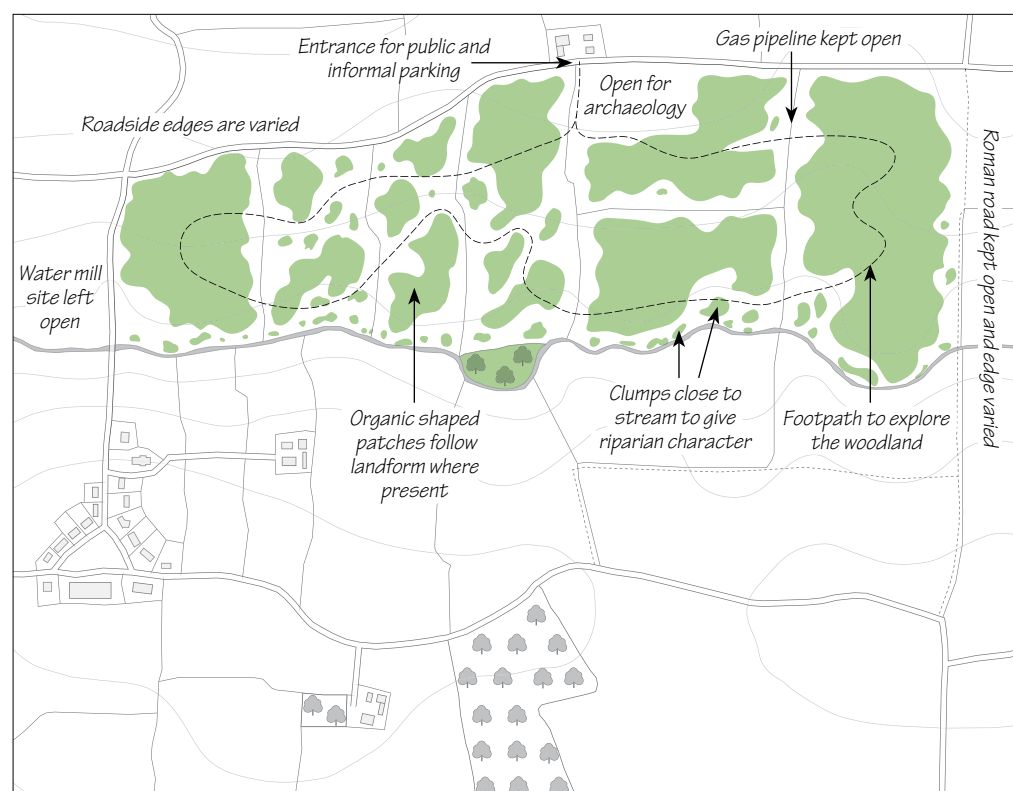 Entrance for public and
informal parking
Gas pipeline kept open
Open for
archaeology
Roadside edges are varied
Roman road kept open and edge varied
Water mill
site left
open
Organic shaped
patches follow
landform where
present
Clumps close to
stream to give
riparian character
Footpath to explore
the woodland